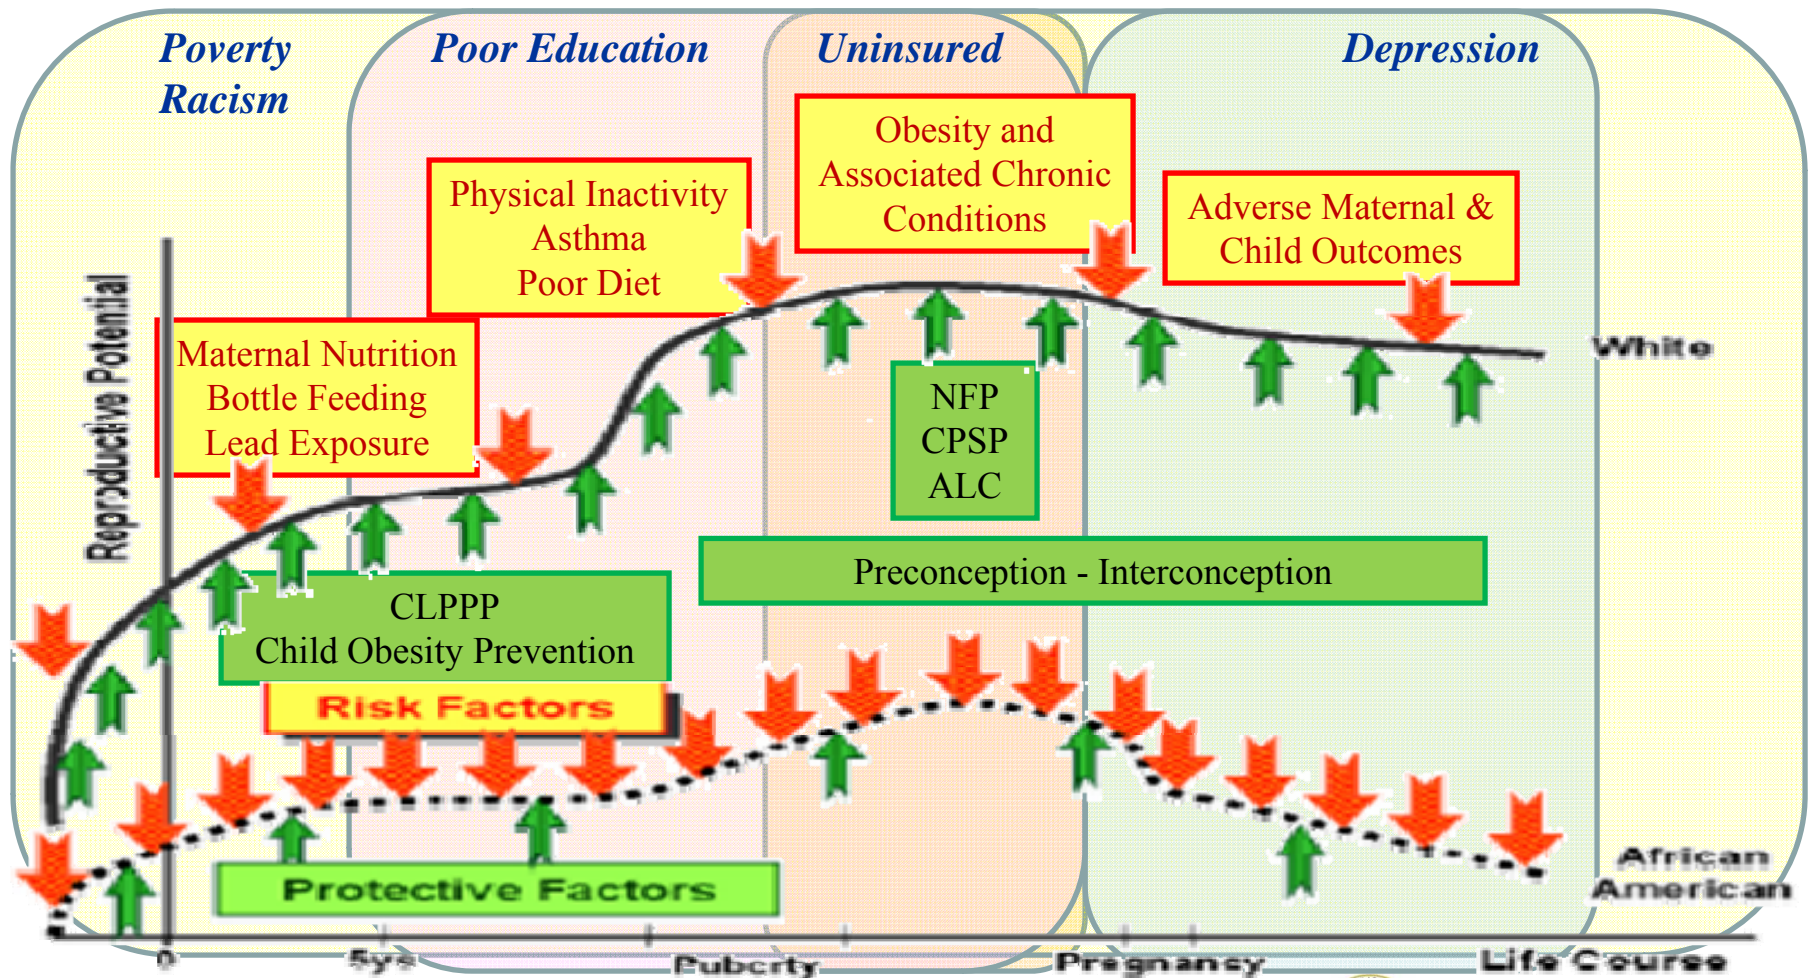 Poverty
Racism
Poor Education
Uninsured
Depression
Obesity and
Associated Chronic
Conditions
Physical Inactivity
Asthma
Poor Diet
Adverse Maternal &
Child Outcomes
Maternal Nutrition
Bottle Feeding
Lead Exposure
Reproductive Potential
White
NFP
CPSP
ALC
Preconception - Interconception
CLPPP
Child Obesity Prevention
Risk Factors
Protective Factors
African
American
0
5ys
Puberty
Pregnancy
Life Course